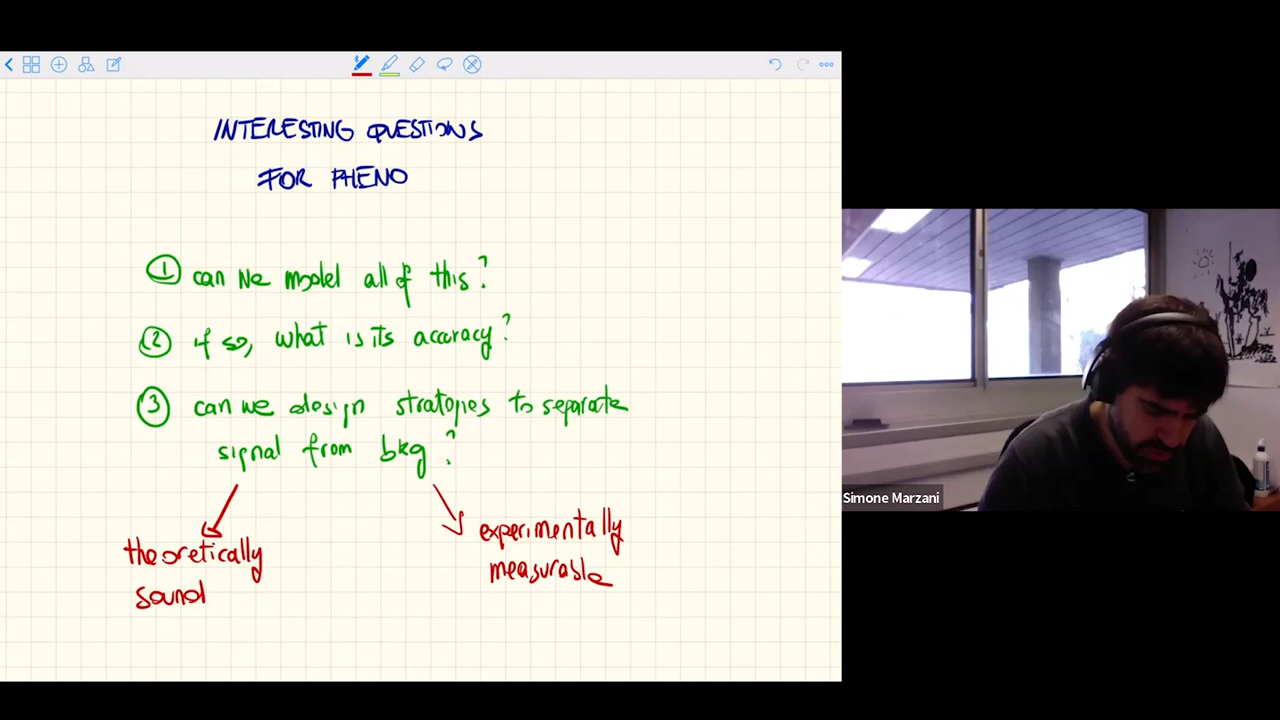 INTERESTING QUESTIONS
FOR PHENO
1 can we model all of this?
2 if so, what is its accuracy?
3 can we design stratgies to separate
signal from bkg?
theoretically
sound
experimentally
measurable
Simone Marzani